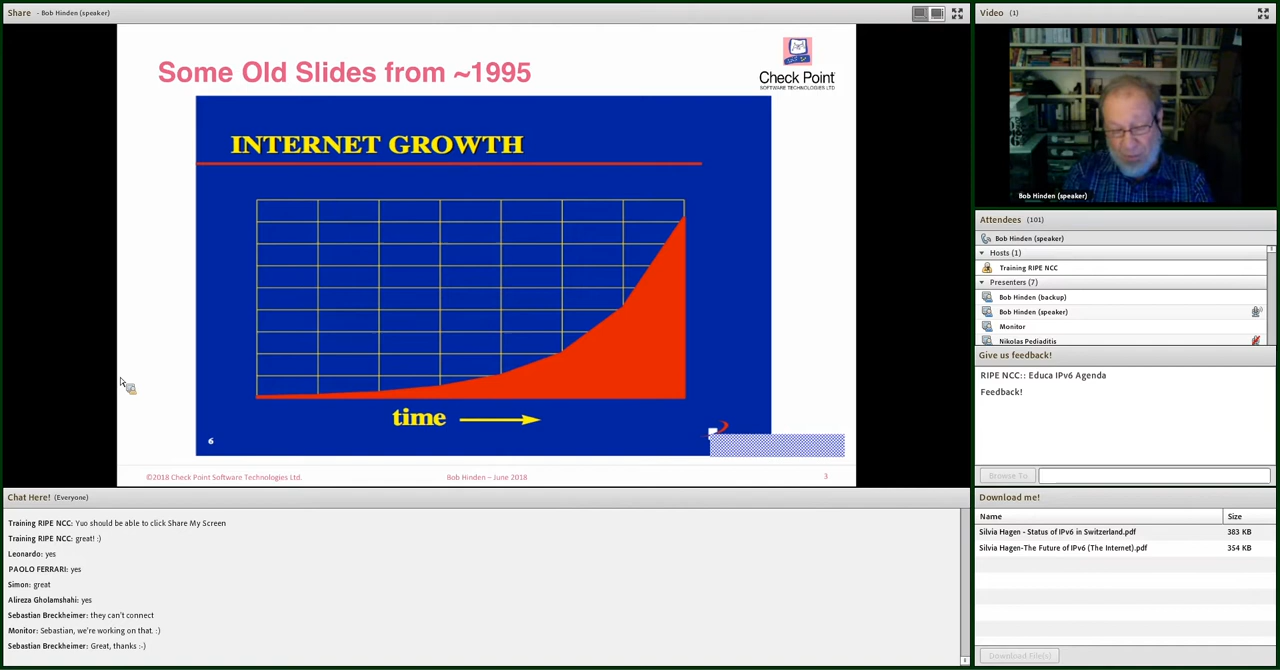 Share - Bob Hinden (speaker)
Some Old Slides from ~1995
Check Point
SOFTWARE TECHNOLOGIES LTD.
INTERNET GROWTH
time
6
©2018 Check Point Software Technologies Ltd.
Bob Hinden – June 2018
3
Video (1)
Bob Hinden (speaker)
Attendees (101)
Bob Hinden (speaker)
Hosts (1)
Training RIPE NCC
Presenters (7)
Bob Hinden (backup)
Bob Hinden (speaker)
Monitor
Nikolas Pediaditis
Give us feedback!
RIPE NCC:: Educa IPv6 Agenda
Feedback!
Browse To
Chat Here! (Everyone)
Training RIPE NCC: Yuo should be able to click Share My Screen
Training RIPE NCC: great! :)
Leonardo: yes
PAOLO FERRARI: yes
Simon: great
Alireza Gholamshahi: yes
Sebastian Breckheimer: they can't connect
Monitor: Sebastian, we're working on that. :)
Sebastian Breckheimer: Great, thanks :-)
Download me!
Name Size
Silvia Hagen - Status of IPv6 in Switzerland.pdf 383 KB
Silvia Hagen-The Future of IPv6 (The Internet).pdf 354 KB
Download File(s)